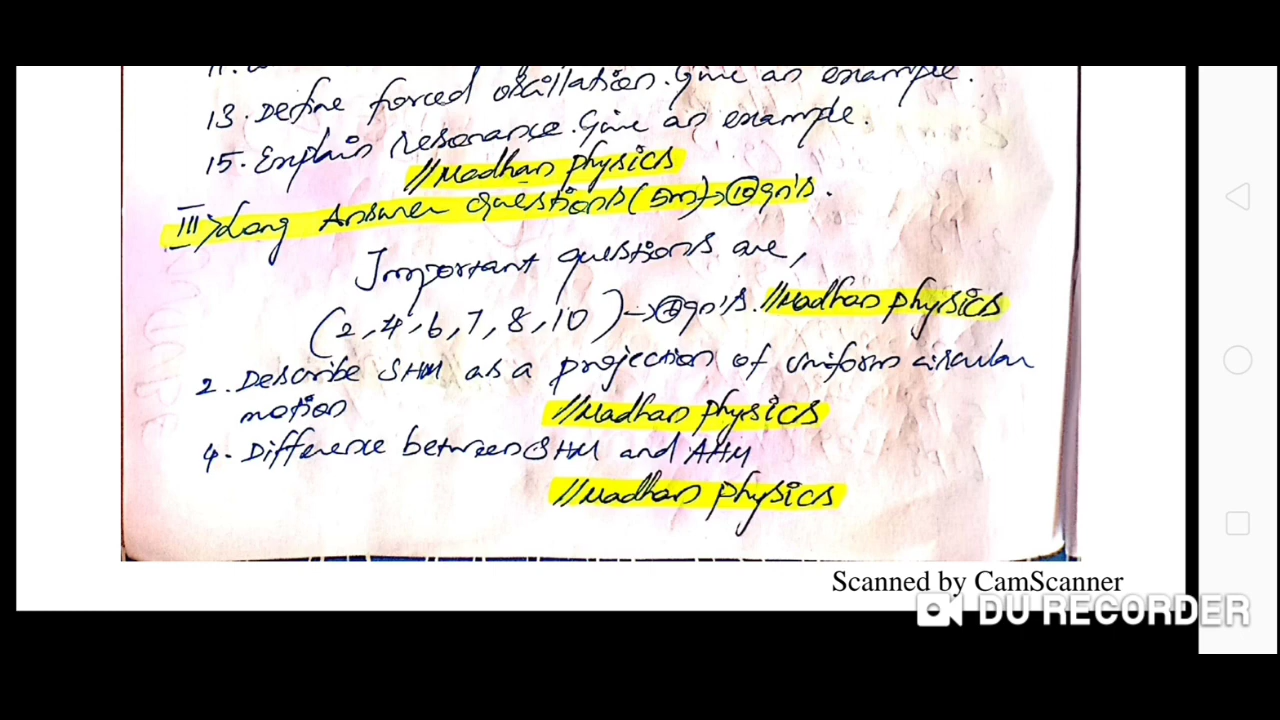 13. Define forced oscillation. Give an example.
15. Explain resonance. Give an example.
//Madhan physics
III> Long Answer questions (5m)→⑩qn's.
Important questions are,
(2, 4, 6, 7, 8, 10)→ qn's. //Madhan physics
2. Describe SHM as a projection of uniform circular
motion
//Madhan physics
4. Difference between SHM and AHM
//Madhan physics
Scanned by CamScanner
DU RECORDER